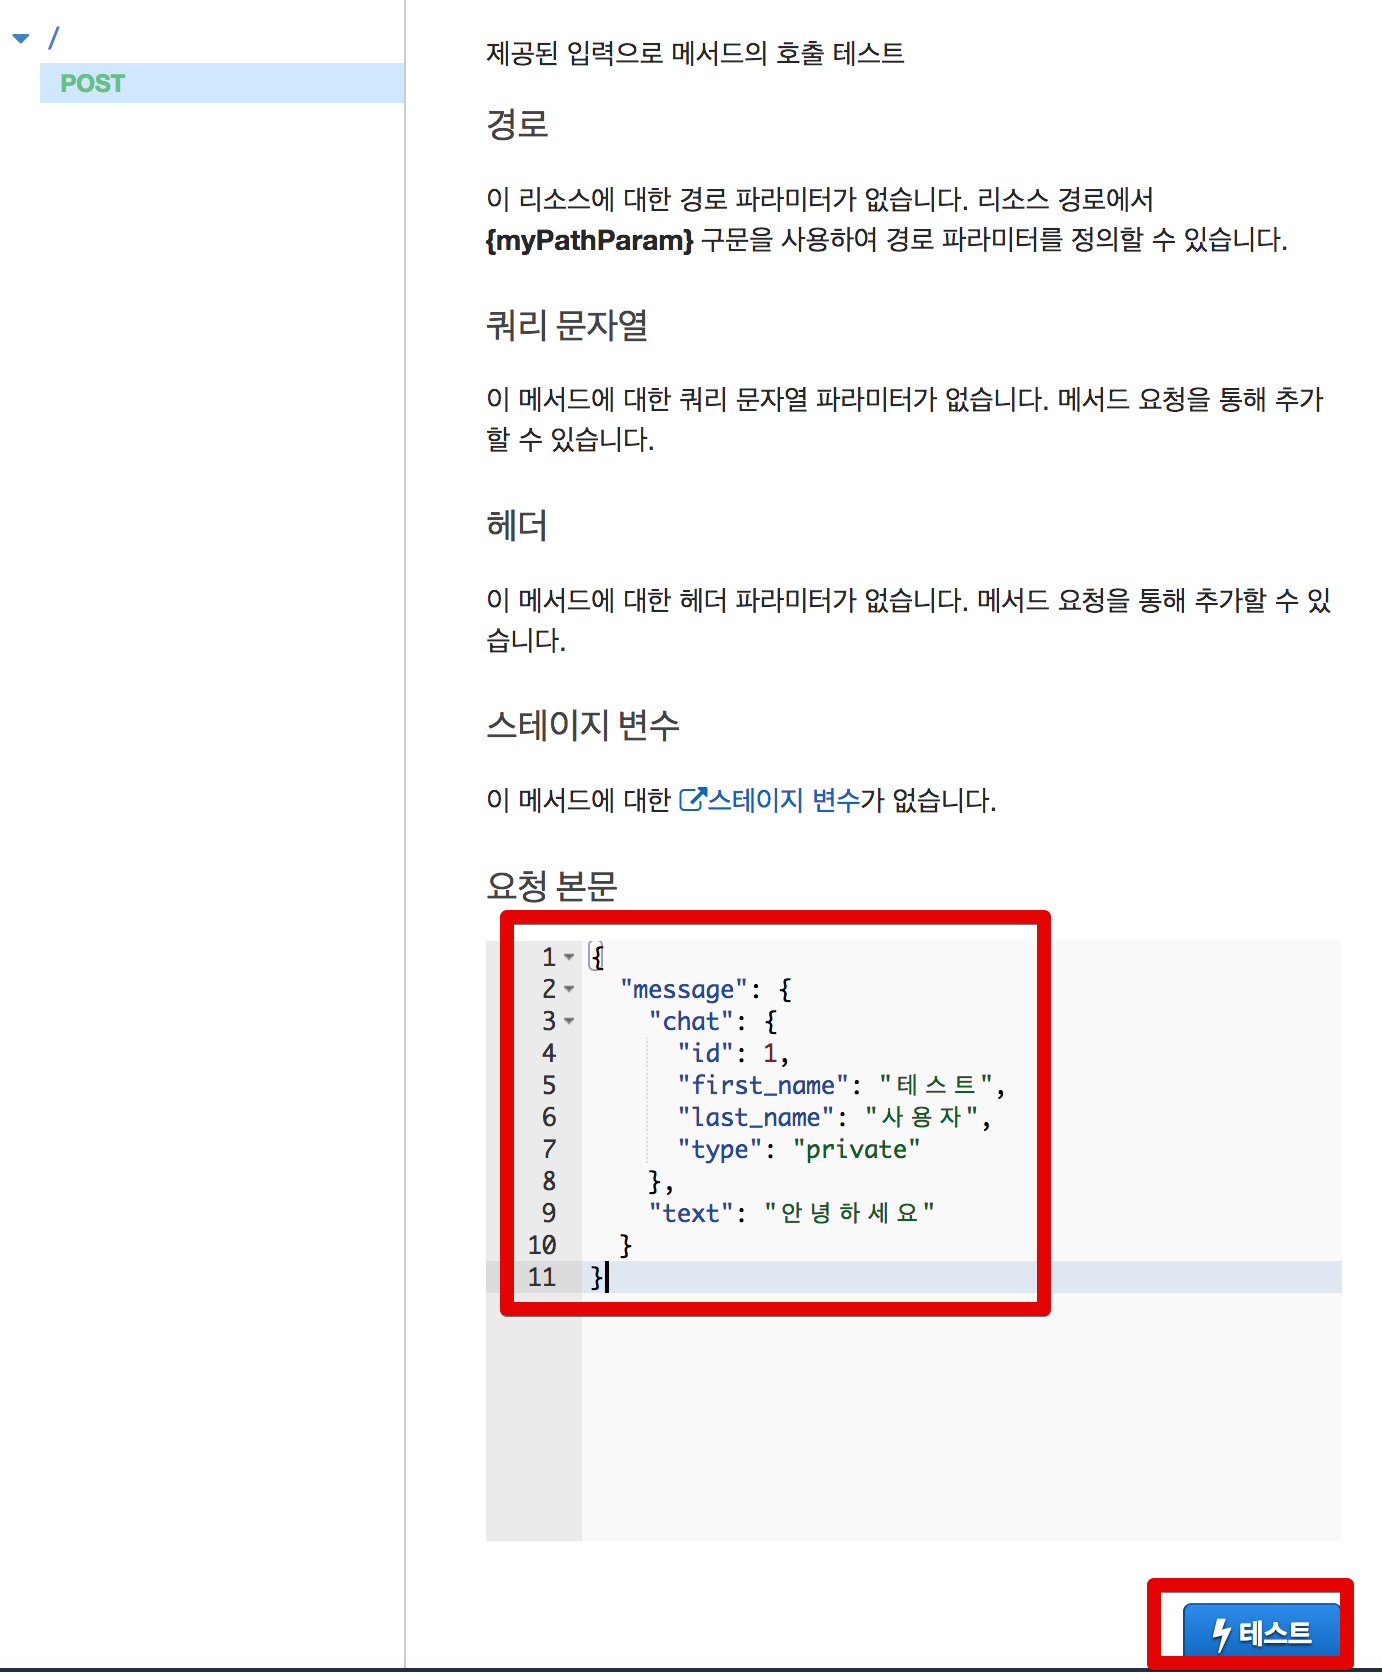 /
POST
제공된 입력으로 메서드의 호출 테스트
경로
이 리소스에 대한 경로 파라미터가 없습니다. 리소스 경로에서
{myPathParam} 구문을 사용하여 경로 파라미터를 정의할 수 있습니다.
쿼리 문자열
이 메서드에 대한 쿼리 문자열 파라미터가 없습니다. 메서드 요청을 통해 추가
할 수 있습니다.
헤더
이 메서드에 대한 헤더 파라미터가 없습니다. 메서드 요청을 통해 추가할 수 있
습니다.
스테이지 변수
이 메서드에 대한 스테이지 변수가 없습니다.
요청 본문
1 {
2 "message": {
3 "chat": {
4 "id": 1,
5 "first_name": "테스트",
6 "last_name": "사용자",
7 "type": "private"
8 },
9 "text": "안녕하세요"
10 }
11 }
테스트